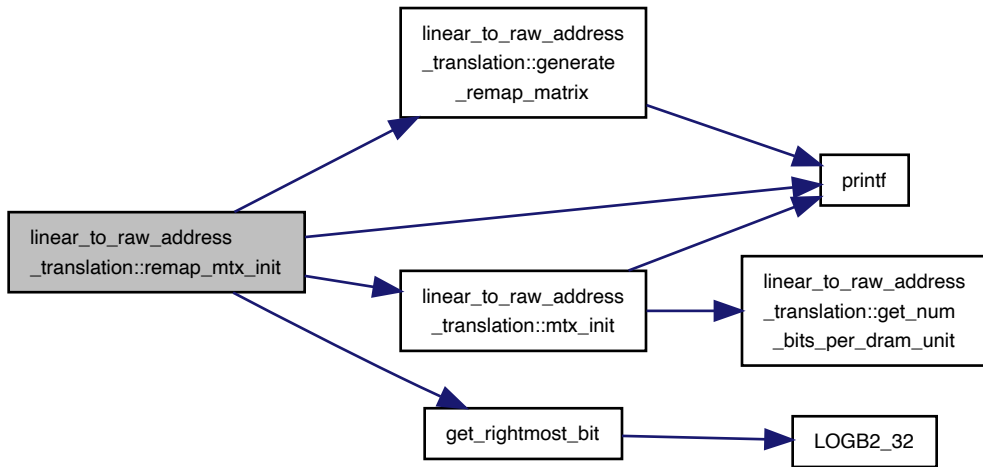 linear_to_raw_address
_translation::remap_mtx_init
linear_to_raw_address
_translation::generate
_remap_matrix
printf
linear_to_raw_address
_translation::mtx_init
linear_to_raw_address
_translation::get_num
_bits_per_dram_unit
get_rightmost_bit
LOGB2_32